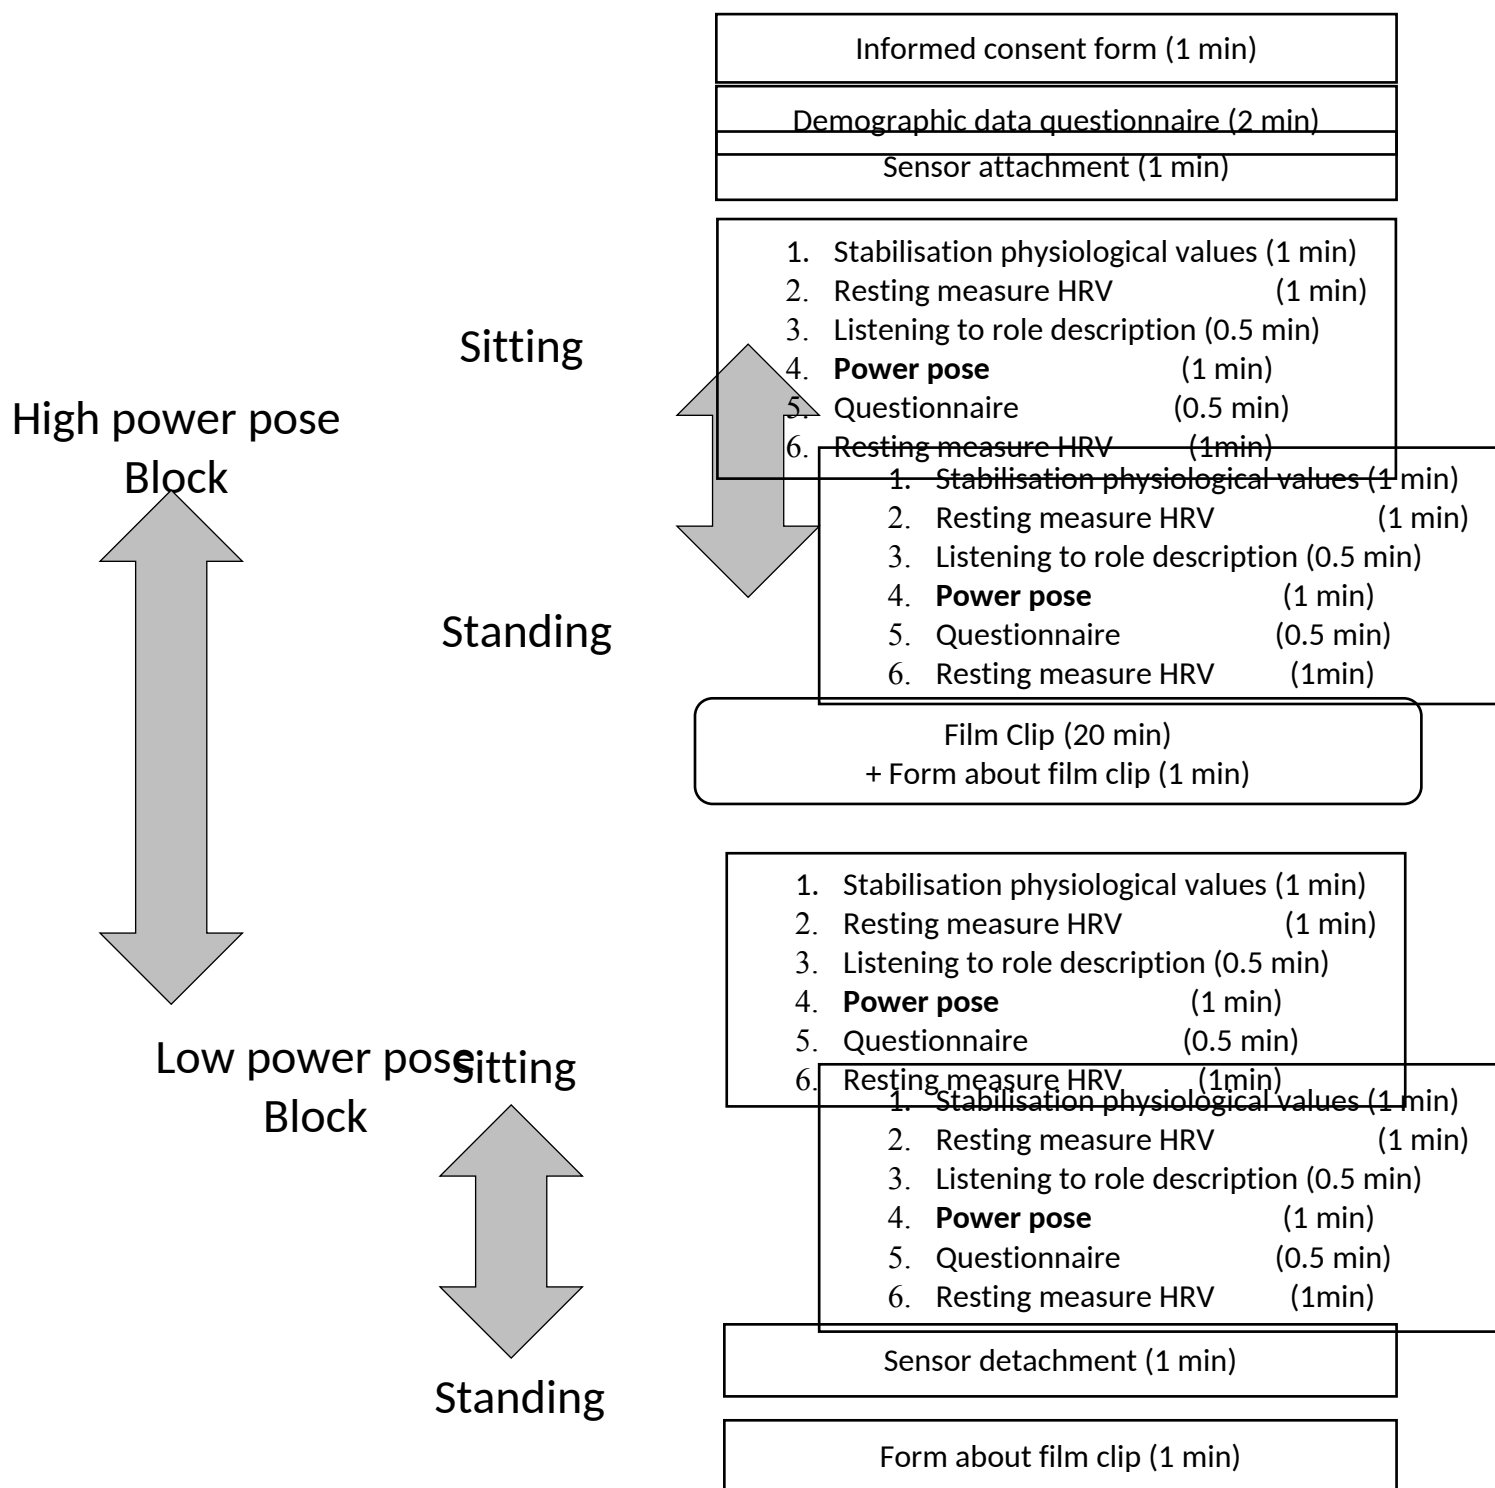 Informed consent form (1 min)
Demographic data questionnaire (2 min)
Sensor attachment (1 min)
1. Stabilisation physiological values (1 min)
2. Resting measure HRV (1 min)
3. Listening to role description (0.5 min)
4. Power pose (1 min)
5. Questionnaire (0.5 min)
6. Resting measure HRV (1min)
Sitting
High power pose
Block
1. Stabilisation physiological values (1 min)
2. Resting measure HRV (1 min)
3. Listening to role description (0.5 min)
4. Power pose (1 min)
5. Questionnaire (0.5 min)
6. Resting measure HRV (1min)
Standing
Film Clip (20 min)
+ Form about film clip (1 min)
1. Stabilisation physiological values (1 min)
2. Resting measure HRV (1 min)
3. Listening to role description (0.5 min)
4. Power pose (1 min)
5. Questionnaire (0.5 min)
6. Resting measure HRV (1min)
Low power pose
Block
Sitting
1. Stabilisation physiological values (1 min)
2. Resting measure HRV (1 min)
3. Listening to role description (0.5 min)
4. Power pose (1 min)
5. Questionnaire (0.5 min)
6. Resting measure HRV (1min)
Standing
Sensor detachment (1 min)
Form about film clip (1 min)